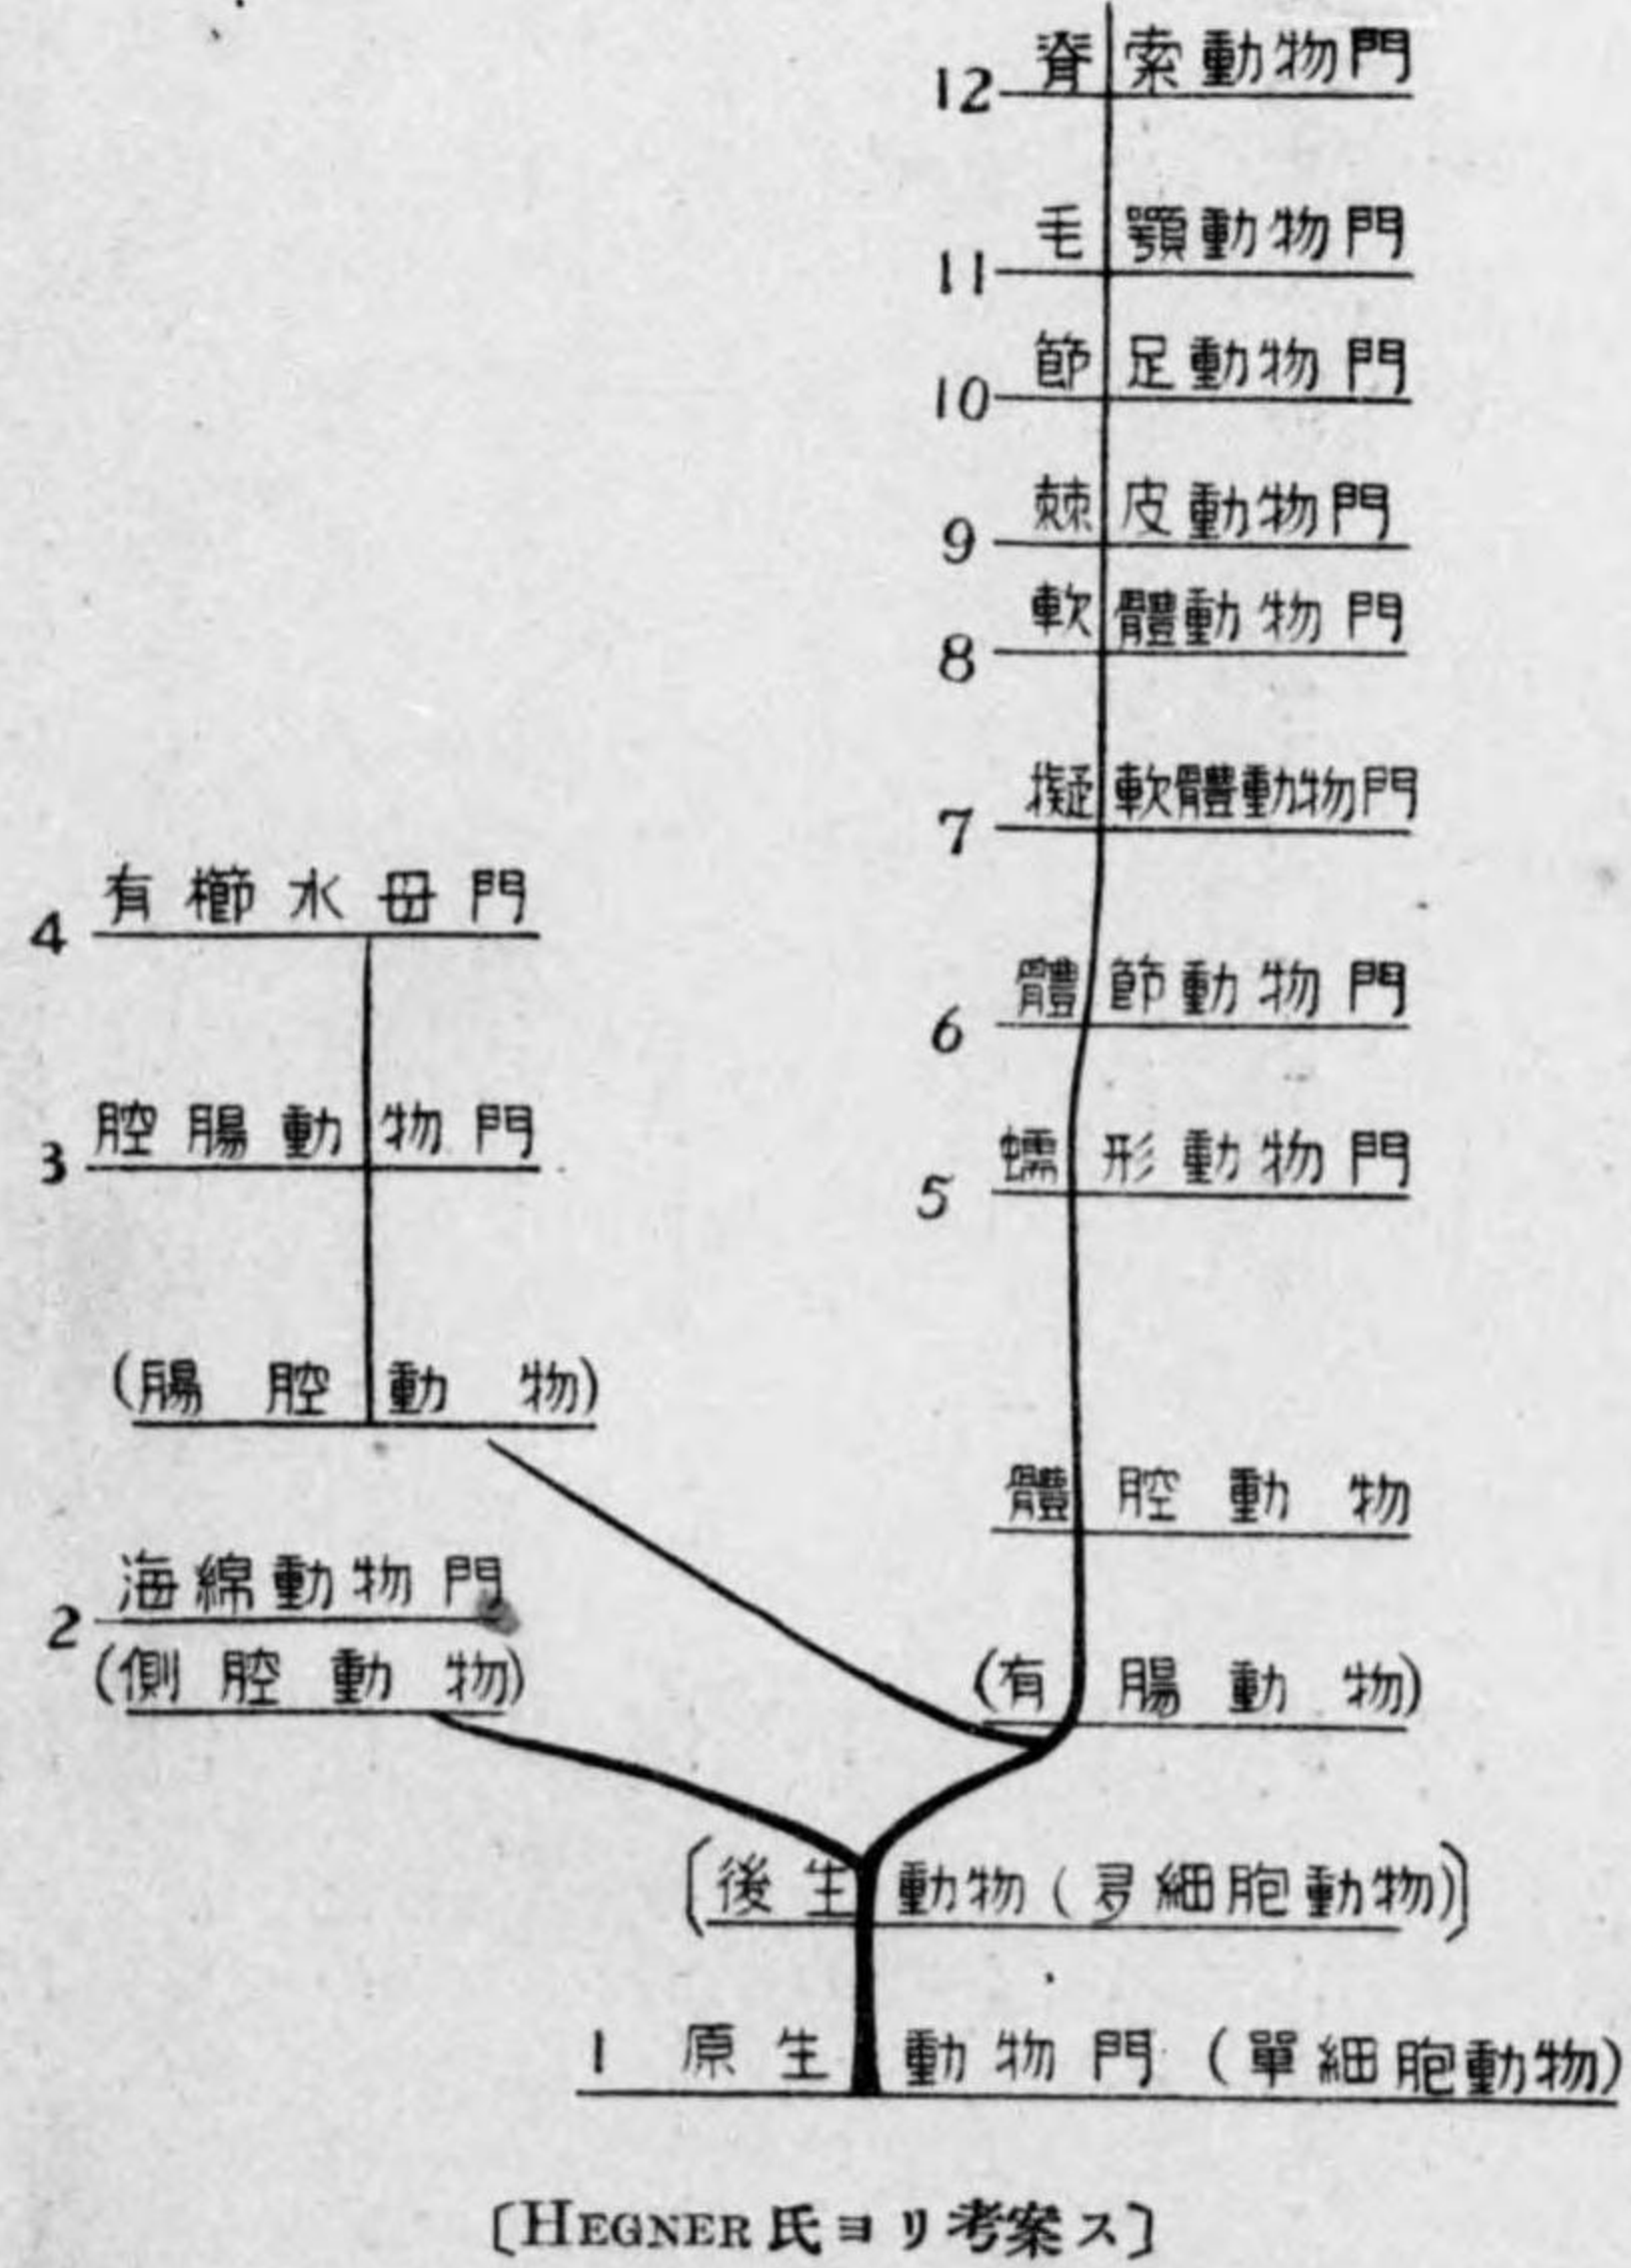 12 脊索動物門
11 毛顎動物門
10 節足動物門
9 棘皮動物門
8 軟體動物門
7 擬軟體動物門
4 有櫛水母門
6 體節動物門
3 腔腸動物門
5 蠕形動物門
(腸腔動物)
體腔動物
2 海綿動物門
(側腔動物)
(有腸動物)
〔後生動物(多細胞動物)〕
1 原生動物門(單細胞動物)
〔HEGNER氏ヨリ考案ス〕